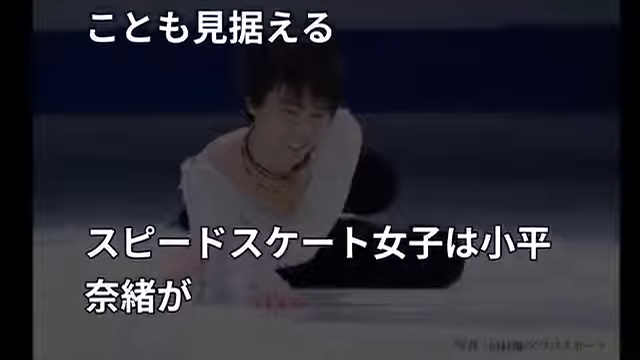 ことも見据える
スピードスケート女子は小平
奈緒が